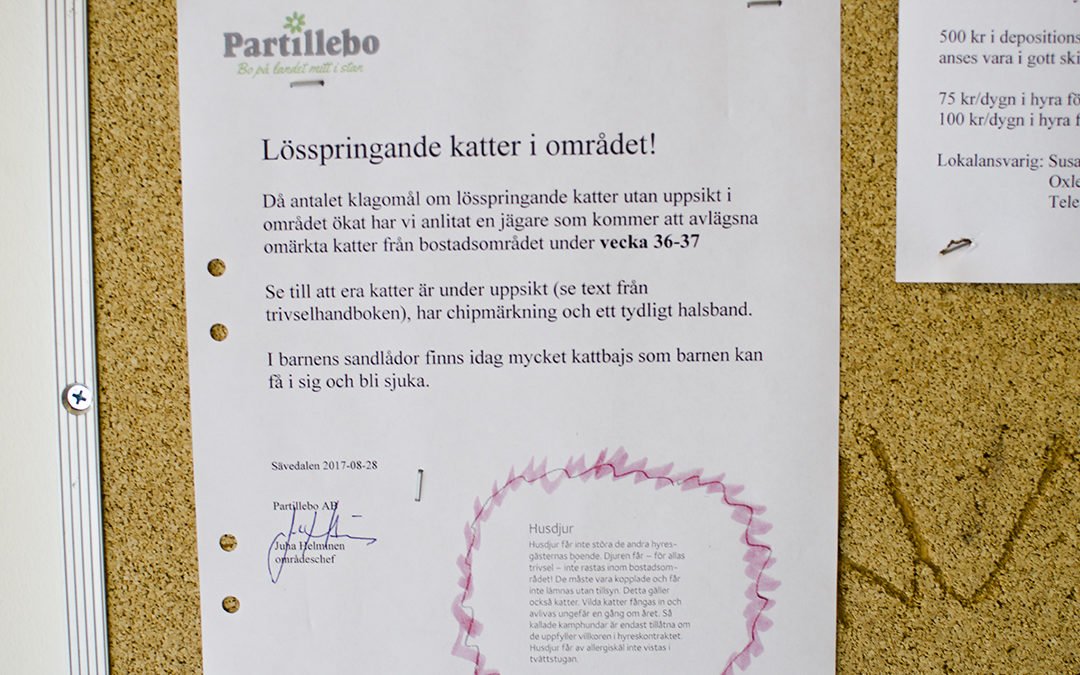 Partillebo
Bo på landet mitt i stan
Lösspringande katter i området!
Då antalet klagomål om lösspringande katter utan uppsikt i
området ökat har vi anlitat en jägare som kommer att avlägsna
omärkta katter från bostadsområdet under vecka 36-37
Se till att era katter är under uppsikt (se text från
trivselhandboken), har chipmärkning och ett tydligt halsband.
I barnens sandlådor finns idag mycket kattbajs som barnen kan
få i sig och bli sjuka.
Sävedalen 2017-08-28
Partillebo AB
Juha Helminen
områdeschef
Husdjur
Husdjur får inte störa de andra hyres-
gästernas boende. Djuren får – för allas
trivsel – inte rastas inom bostadsom-
rådet! De måste vara kopplade och får
inte lämnas utan tillsyn. Detta gäller
också katter. Vilda katter fångas in och
avlivas ungefär en gång om året. Så
kallade kamphundar är endast tillåtna om
de uppfyller villkoren i hyreskontraktet.
Husdjur får av allergiskäl inte vistas i
tvättstugan.
500 kr i depositions
anses vara i gott ski
75 kr/dygn i hyra fö
100 kr/dygn i hyra f
Lokalansvarig: Susa
Oxle
Tele